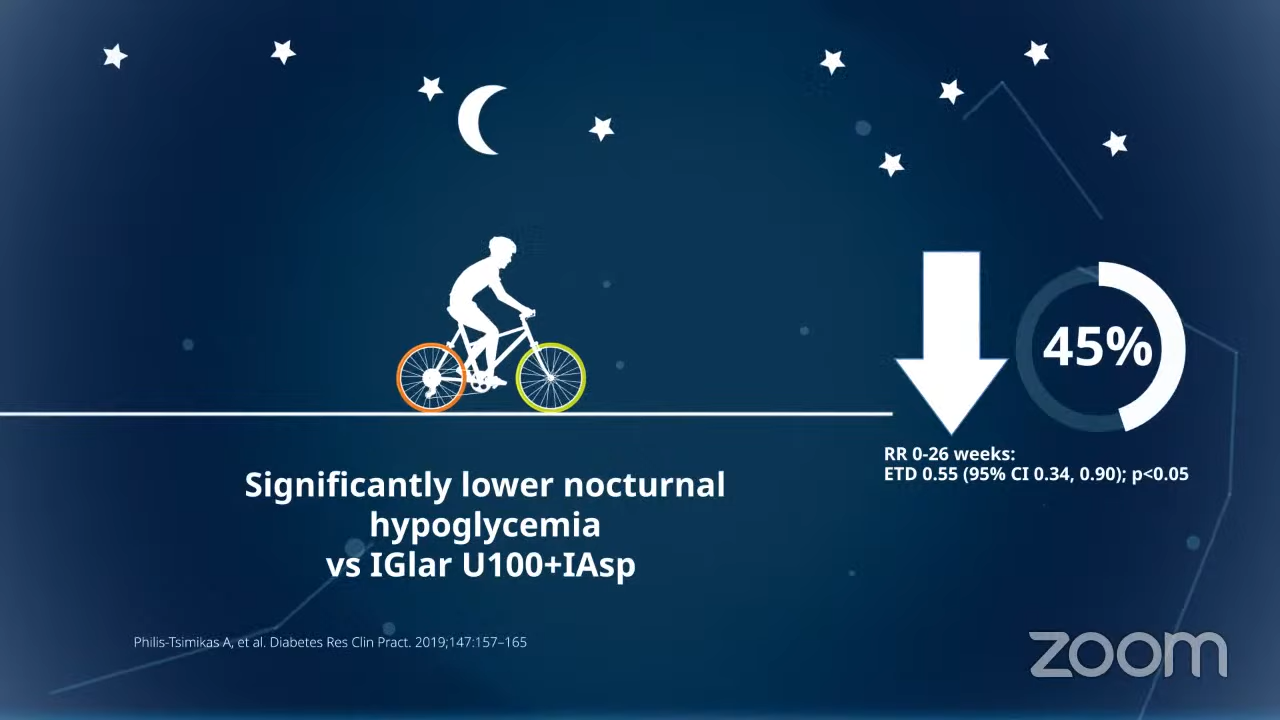 45%
RR 0-26 weeks:
ETD 0.55 (95% CI 0.34, 0.90); p<0.05
Significantly lower nocturnal
hypoglycemia
vs IGlar U100+IAsp
Philis-Tsimikas A, et al. Diabetes Res Clin Pract. 2019;147:157–165
zoom